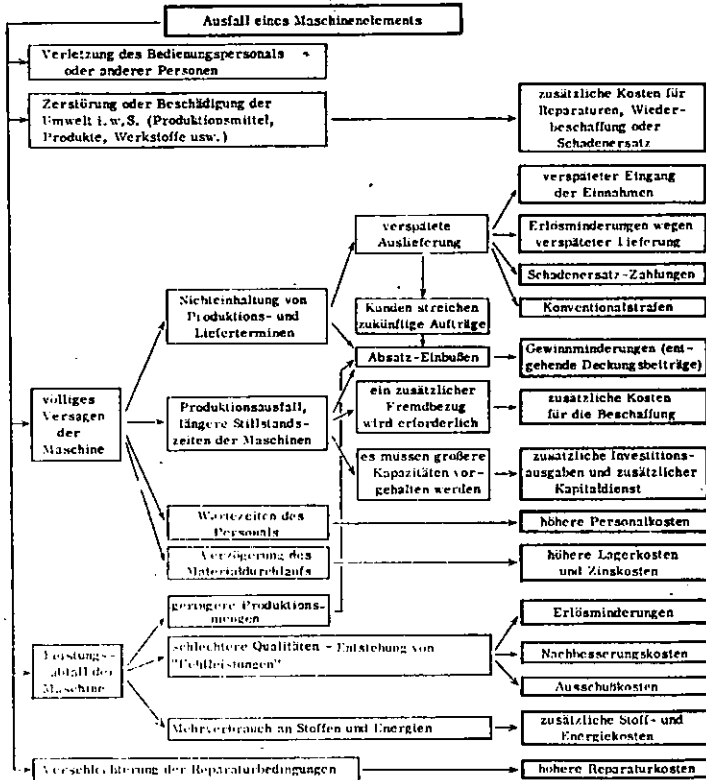 Ausfall eines Maschinenelements
Verletzung des Bedienungspersonals
oder anderer Personen
Zerstörung oder Beschädigung der
Umwelt i.w.S. (Produktionsmittel,
Produkte, Werkstoffe usw.)
zusätzliche Kosten für
Reparaturen, Wieder-
beschaffung oder
Schadenersatz
verspäteter Eingang
der Einnahmen
verspätete
Auslieferung
Erlösminderungen wegen
verspäteter Lieferung
Schadenersatz-Zahlungen
Konventionalstrafen
Nichteinhaltung von
Produktions- und
Lieferterminen
Kunden streichen
zukünftige Aufträge
Absatz-Einbußen
Gewinnminderungen (ent-
gehende Deckungsbeiträge)
völliges
Versagen
der
Maschine
Produktionsausfall,
längere Stillstands-
zeiten der Maschinen
ein zusätzlicher
Fremdbezug
wird erforderlich
zusätzliche Kosten
für die Beschaffung
es müssen großere
Kapazitäten vor-
gehalten werden
zusätzliche Investitions-
ausgaben und zusätzlicher
Kapitaldienst
Wartezeiten des
Personals
höhere Personalkosten
Verzögerung des
Materialdurchlaufs
höhere Lagerkosten
und Zinskosten
geringere Produktions-
mengen
Leistungs-
abfall der
Maschine
schlechtere Qualitäten - Entstehung von
"Fehlleistungen"
Erlösminderungen
Nachbesserungskosten
Ausschußkosten
Mehrverbrauch an Stoffen und Energien
zusätzliche Stoff- und
Energiekosten
Verschlechterung der Reparaturbedingungen
höhere Reparaturkosten